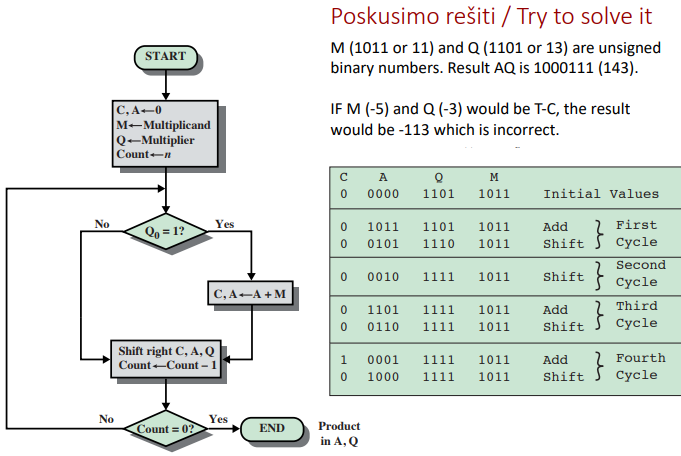 Poskusimo rešiti / Try to solve it
M (1011 or 11) and Q (1101 or 13) are unsigned
binary numbers. Result AQ is 1000111 (143).
IF M (-5) and Q (-3) would be T-C, the result
would be -113 which is incorrect.
START
C, A←0
M←Multiplicand
Q←Multiplier
Count←n
No
Q0 = 1?
Yes
C, A←A + M
Shift right C, A, Q
Count←Count – 1
No
Count = 0?
Yes
END
Product
in A, Q
C A Q M
0 0000 1101 1011 Initial Values
0 1011 1101 1011 Add First
0 0101 1110 1011 Shift Cycle
0 0010 1111 1011 Shift Second
Cycle
0 1101 1111 1011 Add Third
0 0110 1111 1011 Shift Cycle
1 0001 1111 1011 Add Fourth
0 1000 1111 1011 Shift Cycle